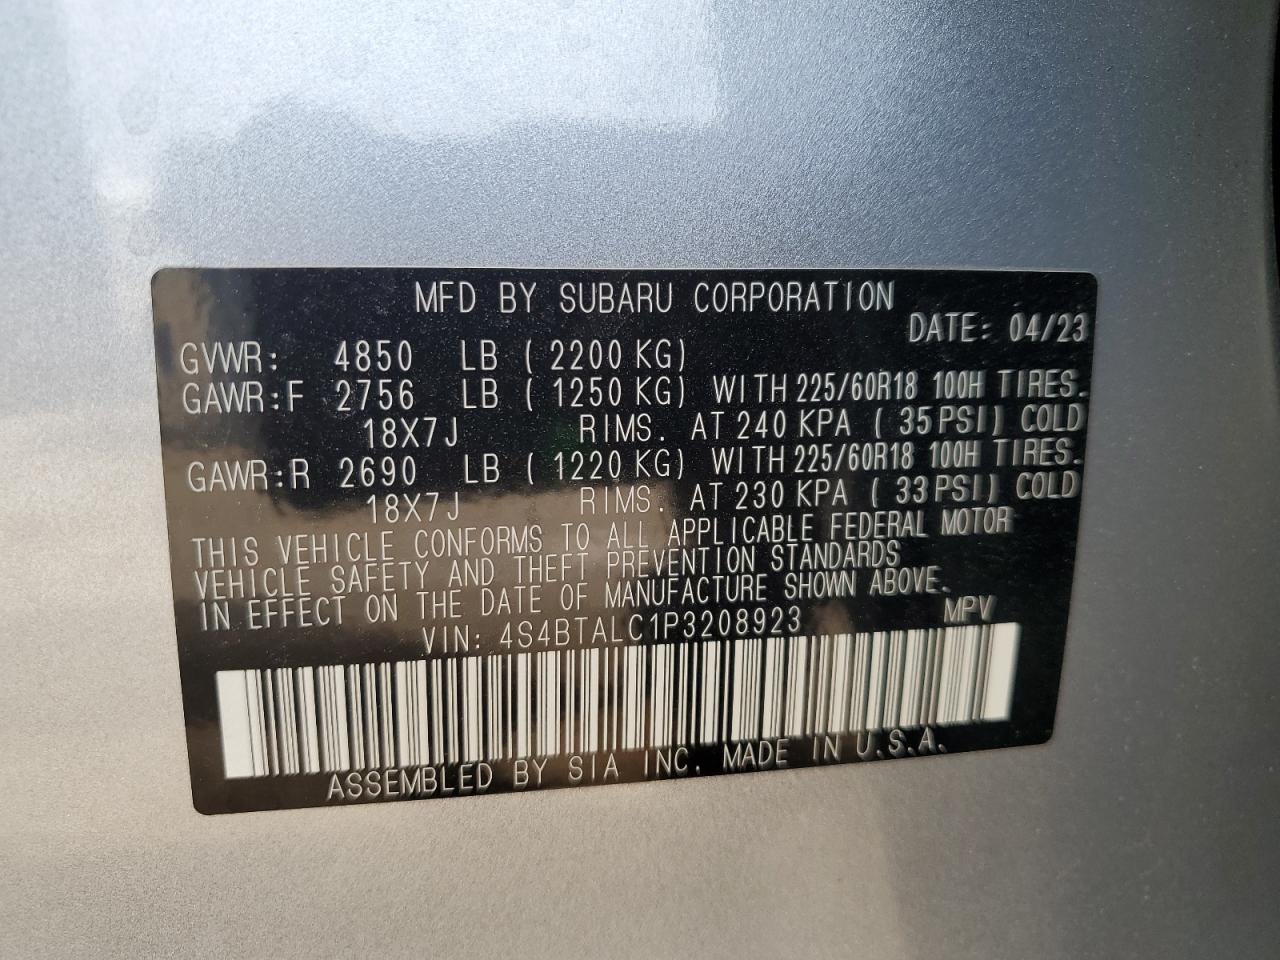 MFD BY SUBARU CORPORATION
DATE: 04/23
GVWR: 4850 LB ( 2200 KG)
GAWR:F 2756 LB ( 1250 KG) WITH 225/60R18 100H TIRES.
18X7J RIMS. AT 240 KPA ( 35 PSI) COLD
GAWR:R 2690 LB ( 1220 KG) WITH 225/60R18 100H TIRES.
18X7J RIMS. AT 230 KPA ( 33 PSI) COLD
THIS VEHICLE CONFORMS TO ALL APPLICABLE FEDERAL MOTOR
VEHICLE SAFETY AND THEFT PREVENTION STANDARDS
IN EFFECT ON THE DATE OF MANUFACTURE SHOWN ABOVE.
VIN: 4S4BTALC1P3208923 MPV
ASSEMBLED BY SIA INC. MADE IN U.S.A.